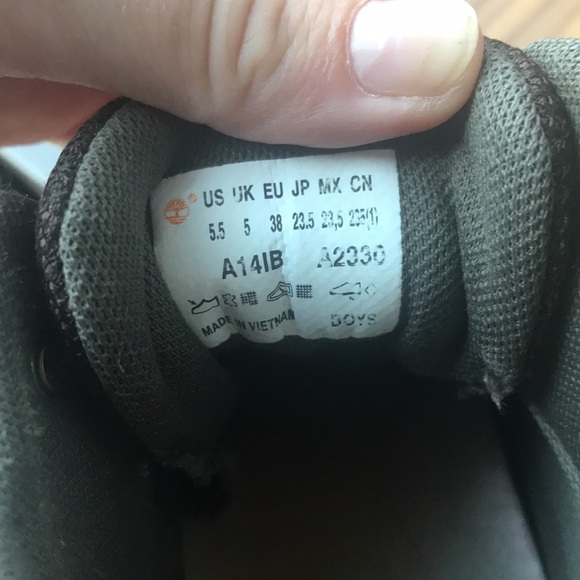 US UK EU JP MX CN
5.5 5 38 23.5 23,5 235(1)
A14IB A2330
MADE IN VIETNAM BOYS